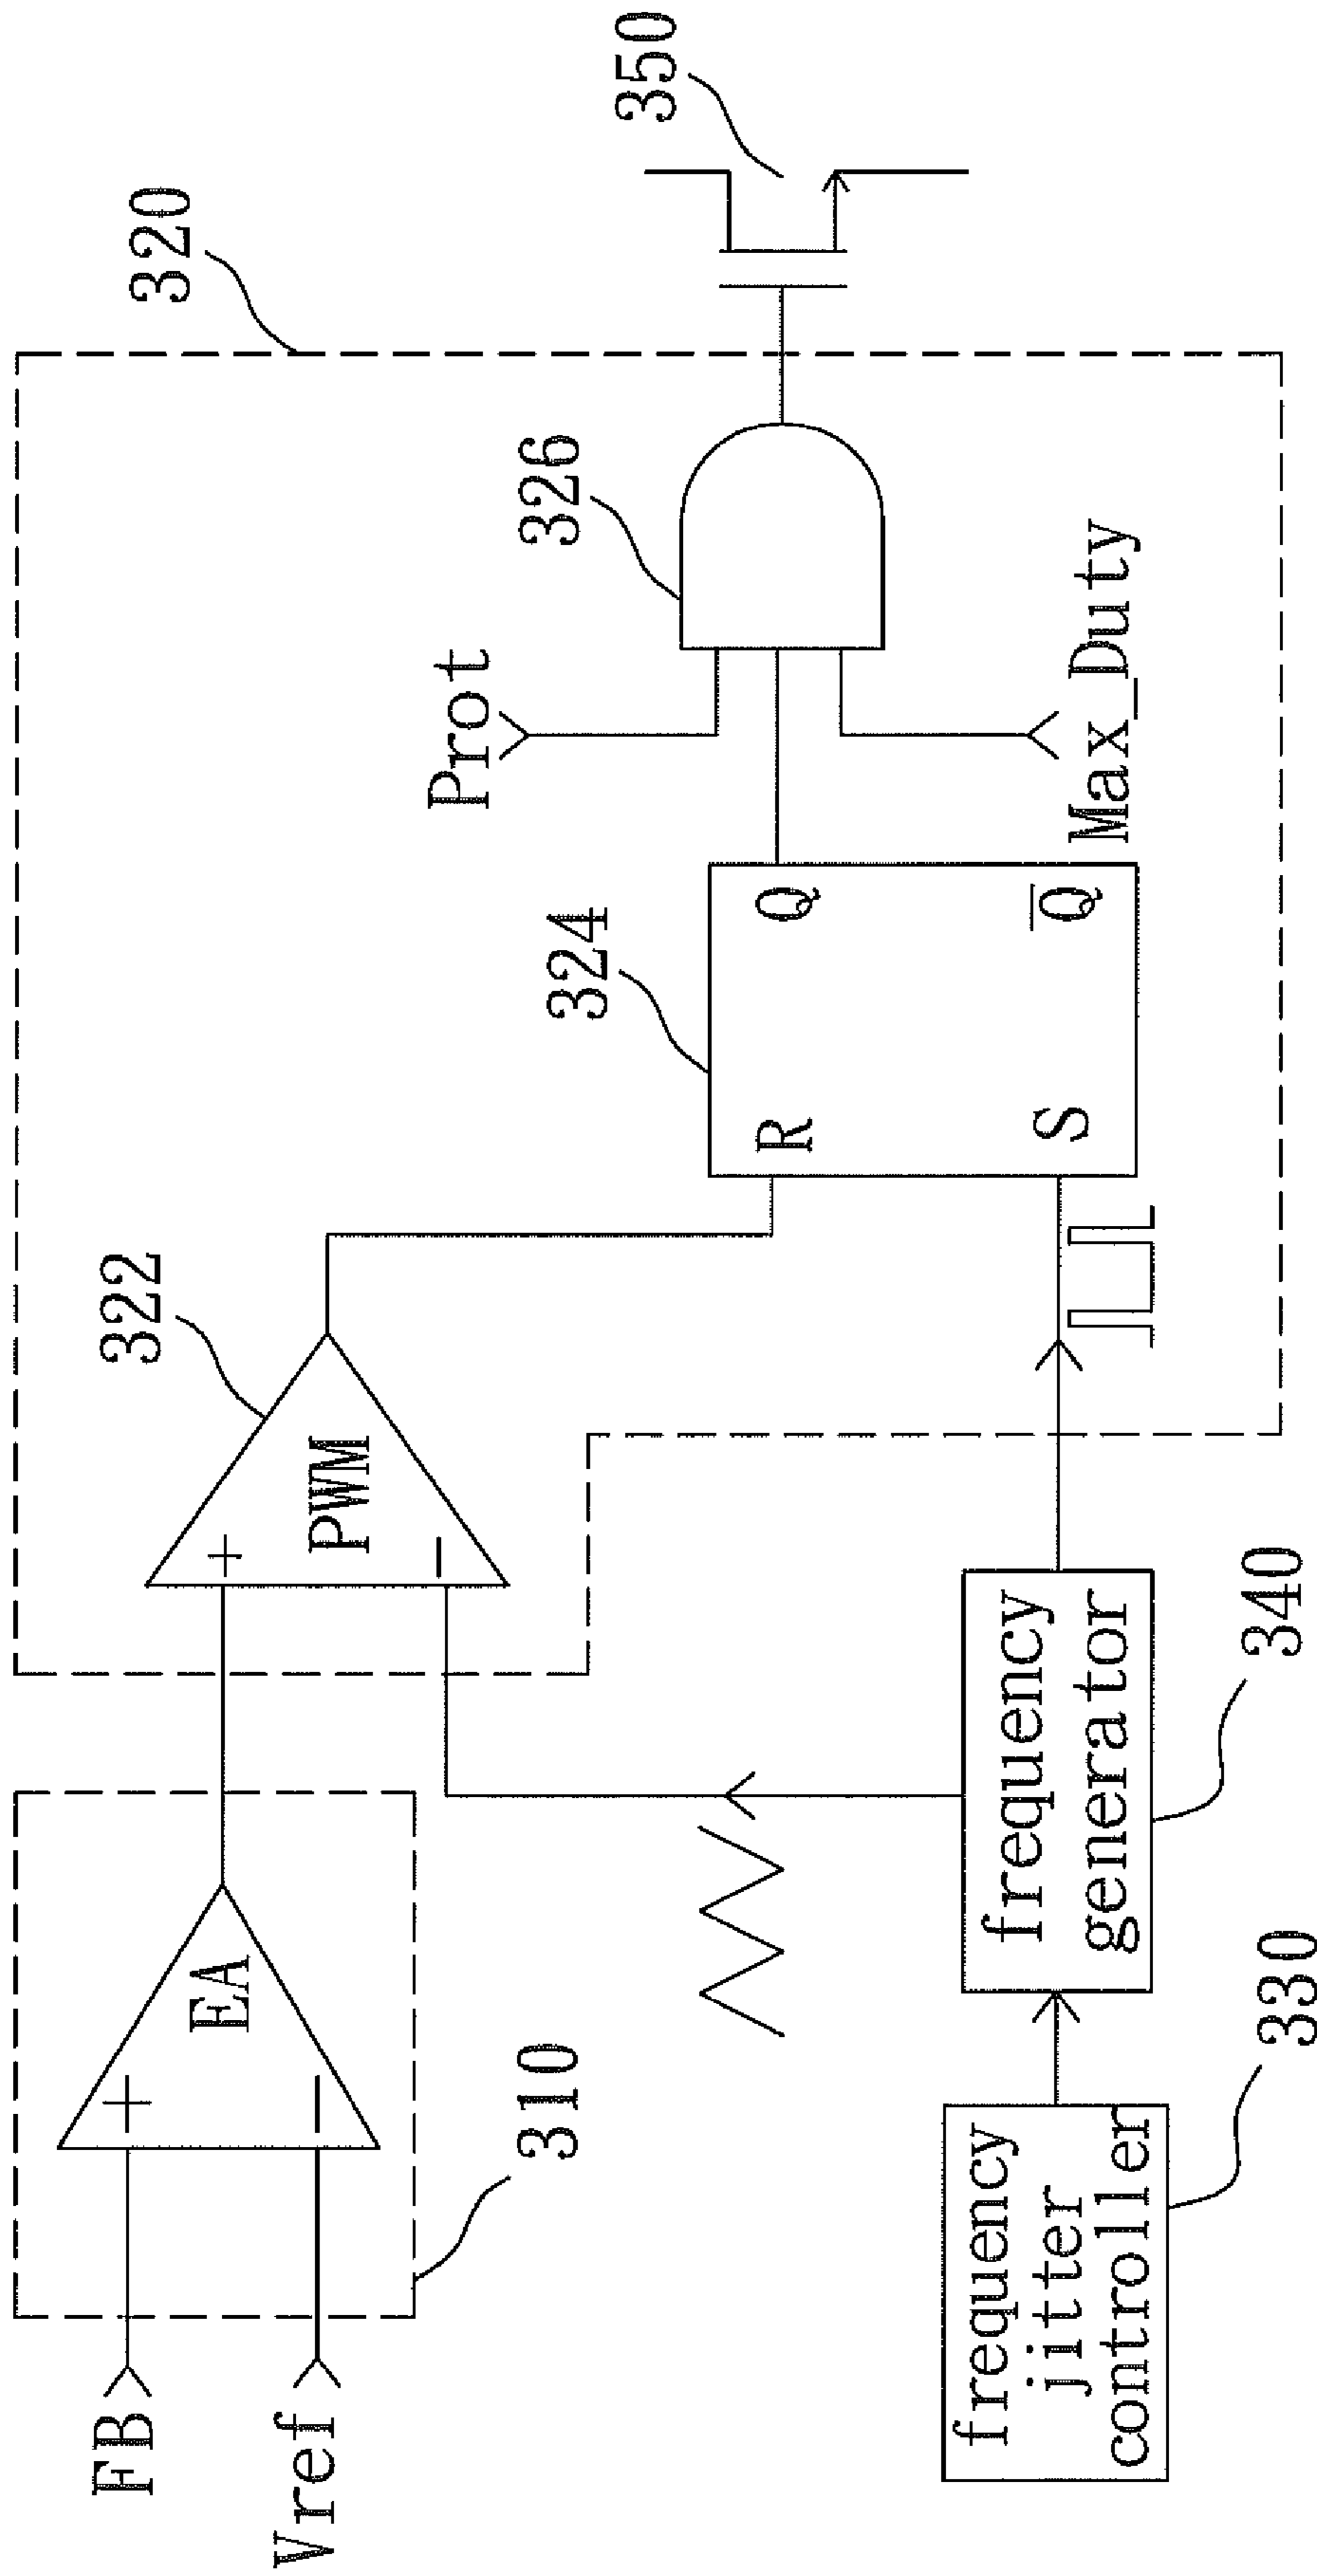 320
350
322
326
Prot
324
FB
+
EA
Vref
−
+
PWM
−
R
Q
S
Q̅
Max_Duty
310
frequency
jitter
controller
frequency
generator
330
340